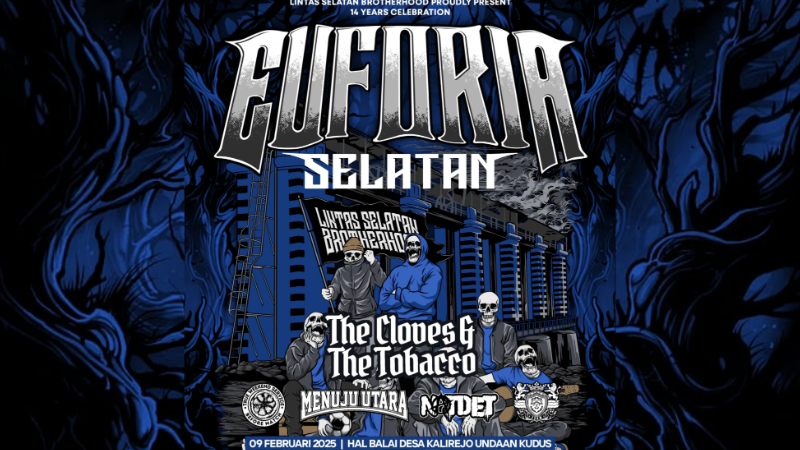 LINTAS SELATAN BROTHERHOOD PROUDLY PRESENT
14 YEARS CELEBRATION
EUFORIA
SELATAN
LINTAS SELATAN
BROTHERHOO
The Cloves &
The Tobacco
MENUJU UTARA
NOTDET
09 FEBRUARI 2025 | HAL BALAI DESA KALIREJO UNDAAN KUDUS